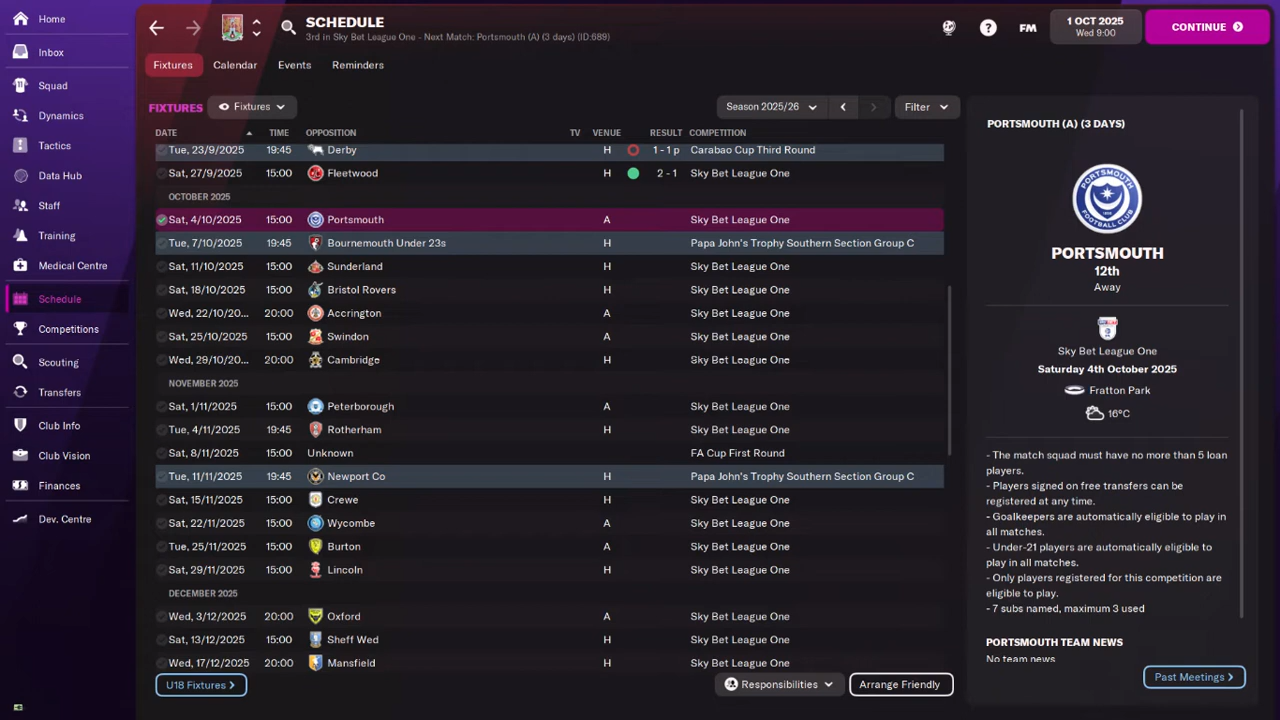 Home
Inbox
Squad
Dynamics
Tactics
Data Hub
Staff
Training
Medical Centre
Schedule
Competitions
Scouting
Transfers
Club Info
Club Vision
Finances
Dev. Centre
SCHEDULE
3rd in Sky Bet League One - Next Match: Portsmouth (A) (3 days) (ID:689)
FM
1 OCT 2025
Wed 9:00
CONTINUE
Fixtures Calendar Events Reminders
FIXTURES Fixtures Season 2025/26 Filter
DATE TIME OPPOSITION TV VENUE RESULT COMPETITION
Tue, 23/9/2025 19:45 Derby H 1 - 1 p Carabao Cup Third Round
Sat, 27/9/2025 15:00 Fleetwood H 2 - 1 Sky Bet League One
OCTOBER 2025
Sat, 4/10/2025 15:00 Portsmouth A Sky Bet League One
Tue, 7/10/2025 19:45 Bournemouth Under 23s H Papa John's Trophy Southern Section Group C
Sat, 11/10/2025 15:00 Sunderland H Sky Bet League One
Sat, 18/10/2025 15:00 Bristol Rovers H Sky Bet League One
Wed, 22/10/20... 20:00 Accrington A Sky Bet League One
Sat, 25/10/2025 15:00 Swindon A Sky Bet League One
Wed, 29/10/20... 20:00 Cambridge H Sky Bet League One
NOVEMBER 2025
Sat, 1/11/2025 15:00 Peterborough A Sky Bet League One
Tue, 4/11/2025 19:45 Rotherham H Sky Bet League One
Sat, 8/11/2025 15:00 Unknown FA Cup First Round
Tue, 11/11/2025 19:45 Newport Co H Papa John's Trophy Southern Section Group C
Sat, 15/11/2025 15:00 Crewe H Sky Bet League One
Sat, 22/11/2025 15:00 Wycombe A Sky Bet League One
Tue, 25/11/2025 15:00 Burton A Sky Bet League One
Sat, 29/11/2025 15:00 Lincoln H Sky Bet League One
DECEMBER 2025
Wed, 3/12/2025 20:00 Oxford A Sky Bet League One
Sat, 13/12/2025 15:00 Sheff Wed H Sky Bet League One
Wed, 17/12/2025 20:00 Mansfield H Sky Bet League One
U18 Fixtures Responsibilities Arrange Friendly
PORTSMOUTH (A) (3 DAYS)
PORTSMOUTH
12th
Away
Sky Bet League One
Saturday 4th October 2025
Fratton Park
16°C
- The match squad must have no more than 5 loan
players.
- Players signed on free transfers can be
registered at any time.
- Goalkeepers are automatically eligible to play in
all matches.
- Under-21 players are automatically eligible to
play in all matches.
- Only players registered for this competition are
eligible to play.
- 7 subs named, maximum 3 used
PORTSMOUTH TEAM NEWS
No team news
Past Meetings